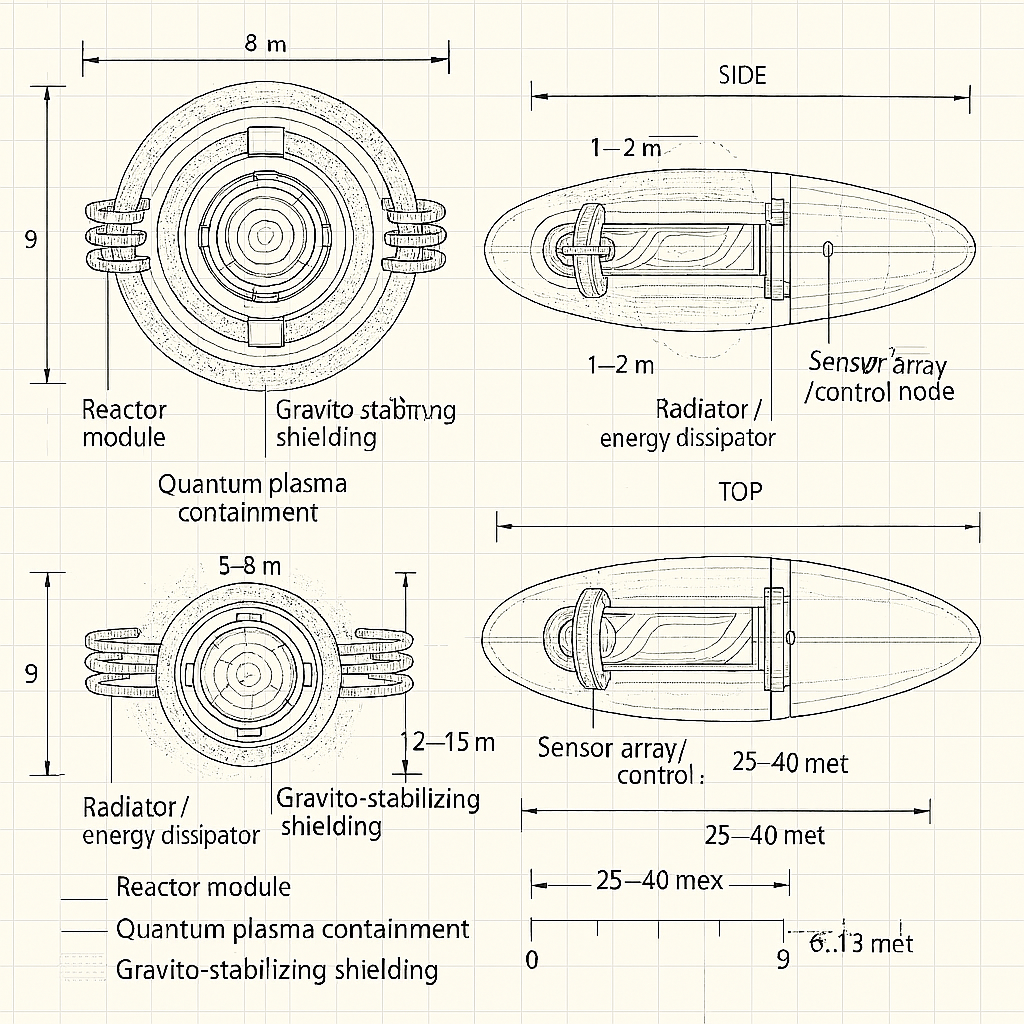 8 m
SIDE
1–2 m
9
1–2 m
Sensur array
/control node
Reactor
module
Gravito
shielding
Radiator /
energy dissipator
Quantum plasma
containment
TOP
5–8 m
9
12–15 m
Sensor array/
control :
25–40 met
Radiator /
energy dissipator
Gravito-stabilizing
shielding
25–40 met
Reactor module
25–40 mex
Quantum plasma containment
Gravito-stabilizing shielding
0
9
6..13 met